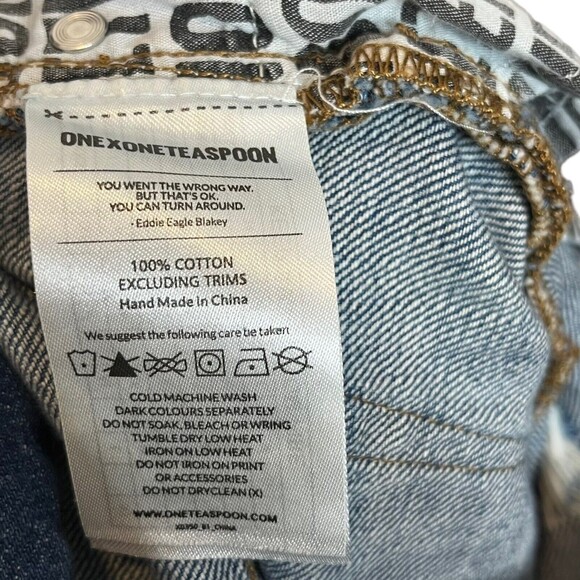 ONEXONETEASPOON
YOU WENT THE WRONG WAY.
BUT THAT'S OK.
YOU CAN TURN AROUND.
- Eddie Eagle Blakey
100% COTTON
EXCLUDING TRIMS
Hand Made in China
We suggest the following care be taken:
COLD MACHINE WASH
DARK COLOURS SEPARATELY
DO NOT SOAK, BLEACH OR WRING
TUMBLE DRY LOW HEAT
IRON ON LOW HEAT
DO NOT IRON ON PRINT
OR ACCESSORIES
DO NOT DRYCLEAN (X)
WWW.ONETEASPOON.COM